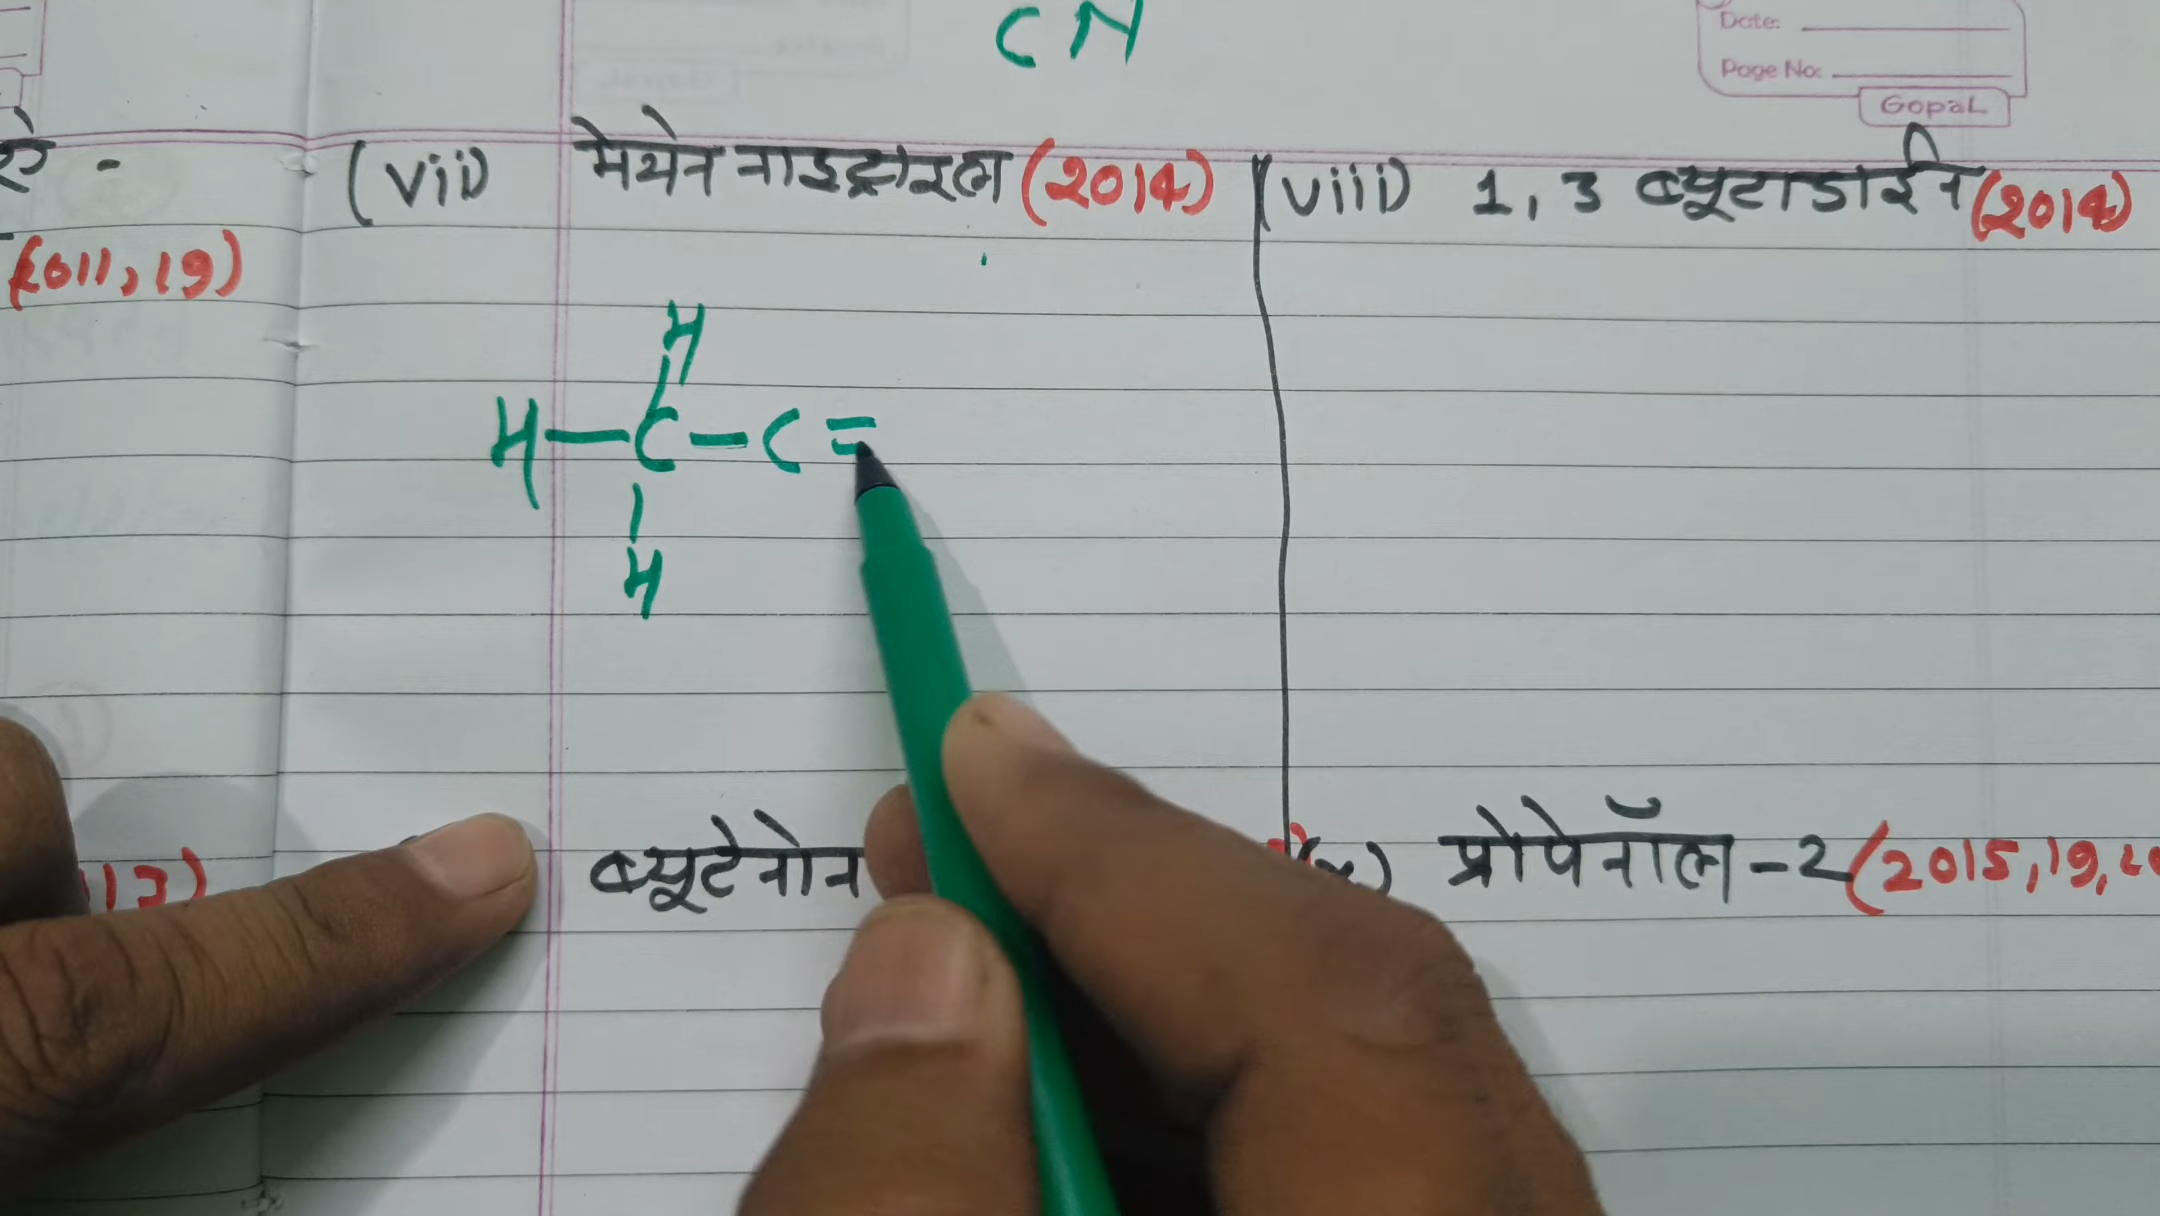 CN
Date:
Page No:
Gopal
ऐ -
(2011,19)
(vii) मेथेन नाइट्राइल (2014)
(viii) 1,3 ब्यूटाडाईन (2014)
H
H—C—C=
H
ब्यूटेनोन
प्रोपेनॉल-2 (2015,19,